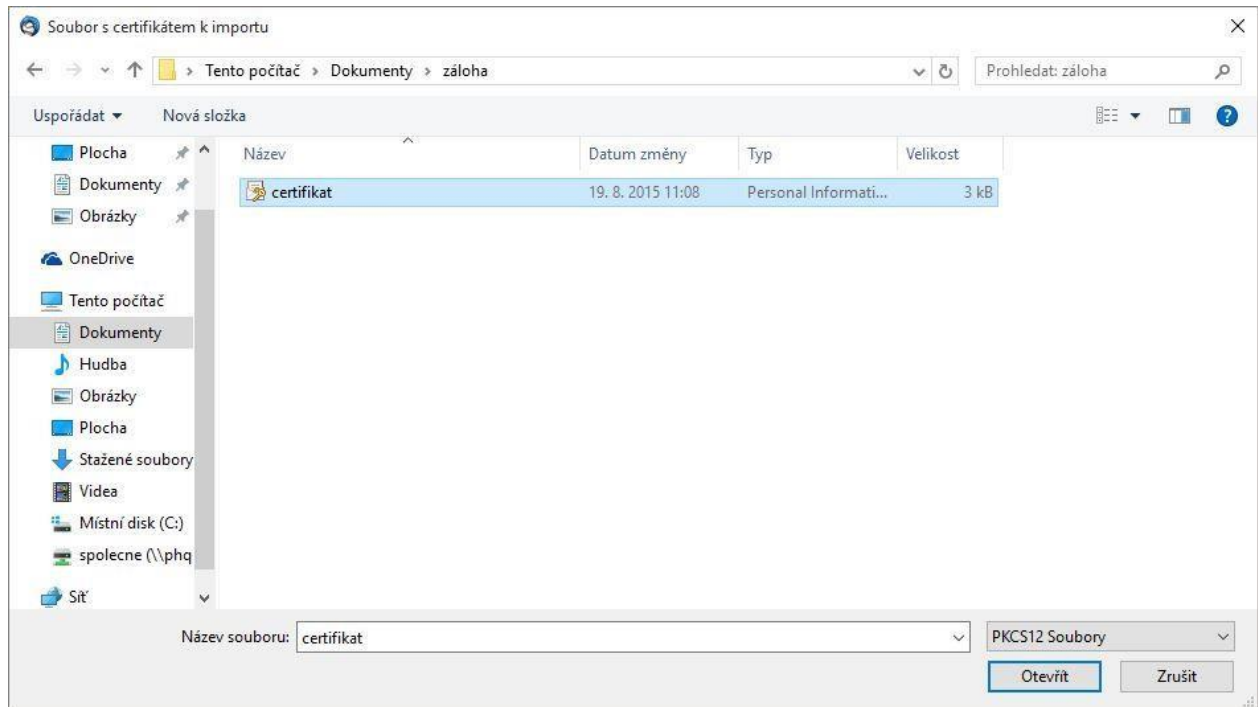 Soubor s certifikátem k importu
Tento počítač › Dokumenty › záloha
Prohledat: záloha
Uspořádat
Nová složka
Název
Datum změny
Typ
Velikost
certifikat
19. 8. 2015 11:08
Personal Informati...
3 kB
Plocha
Dokumenty
Obrázky
OneDrive
Tento počítač
Dokumenty
Hudba
Obrázky
Plocha
Stažené soubory
Videa
Místní disk (C:)
spolecne (\\phq
Síť
Název souboru: certifikat
PKCS12 Soubory
Otevřít
Zrušit